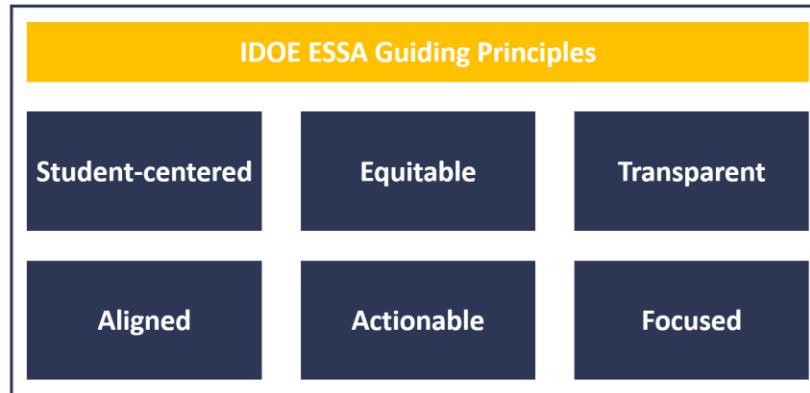 IDOE ESSA Guiding Principles
Student-centered
Equitable
Transparent
Aligned
Actionable
Focused